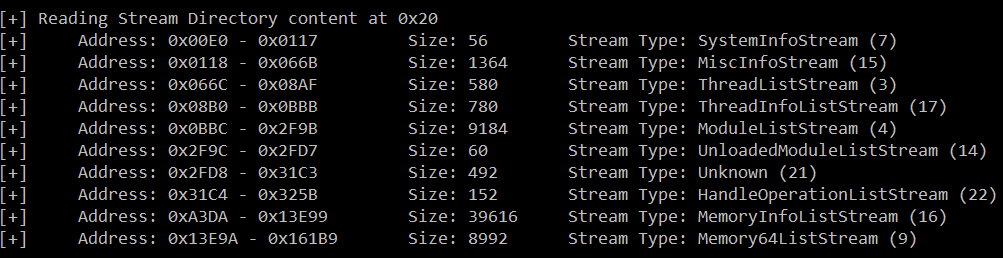 [+] Reading Stream Directory content at 0x20
[+] Address: 0x00E0 - 0x0117 Size: 56 Stream Type: SystemInfoStream (7)
[+] Address: 0x0118 - 0x066B Size: 1364 Stream Type: MiscInfoStream (15)
[+] Address: 0x066C - 0x08AF Size: 580 Stream Type: ThreadListStream (3)
[+] Address: 0x08B0 - 0x0BBB Size: 780 Stream Type: ThreadInfoListStream (17)
[+] Address: 0x0BBC - 0x2F9B Size: 9184 Stream Type: ModuleListStream (4)
[+] Address: 0x2F9C - 0x2FD7 Size: 60 Stream Type: UnloadedModuleListStream (14)
[+] Address: 0x2FD8 - 0x31C3 Size: 492 Stream Type: Unknown (21)
[+] Address: 0x31C4 - 0x325B Size: 152 Stream Type: HandleOperationListStream (22)
[+] Address: 0xA3DA - 0x13E99 Size: 39616 Stream Type: MemoryInfoListStream (16)
[+] Address: 0x13E9A - 0x161B9 Size: 8992 Stream Type: Memory64ListStream (9)